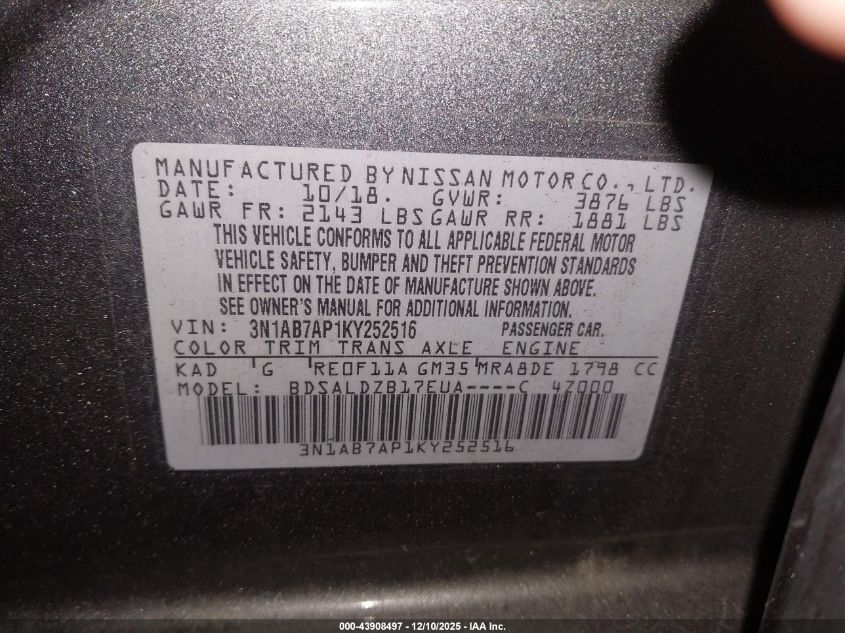 MANUFACTURED BY NISSAN MOTOR CO., LTD.
DATE: 10/18. GVWR: 3876 LBS
GAWR FR: 2143 LBS GAWR RR: 1881 LBS
THIS VEHICLE CONFORMS TO ALL APPLICABLE FEDERAL MOTOR
VEHICLE SAFETY, BUMPER AND THEFT PREVENTION STANDARDS
IN EFFECT ON THE DATE OF MANUFACTURE SHOWN ABOVE.
SEE OWNER'S MANUAL FOR ADDITIONAL INFORMATION.
VIN: 3N1AB7AP1KY252516 PASSENGER CAR.
COLOR TRIM TRANS AXLE ENGINE
KAD G RE0F11A GM35 MRA8DE 1798 CC
MODEL: BDSALDZB17EUA----C 4Z000
3N1AB7AP1KY252516
000-43908497 - 12/10/2025 - IAA Inc.